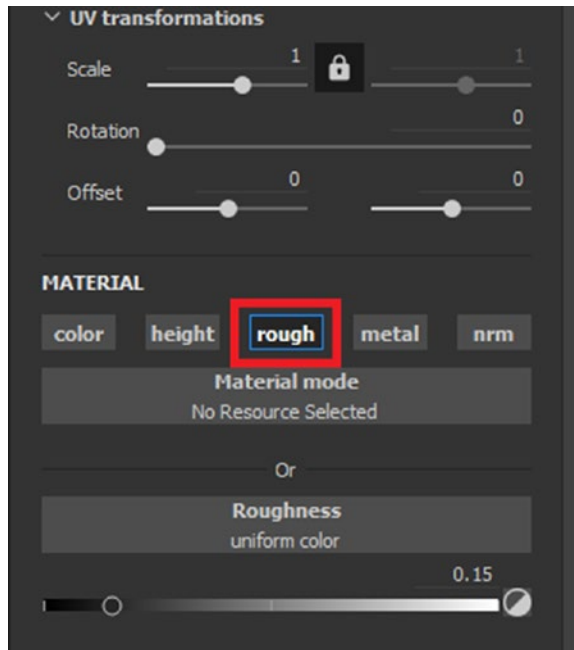 UV transformations
Scale 1 1
Rotation 0
Offset 0 0
MATERIAL
color height rough metal nrm
Material mode
No Resource Selected
Or
Roughness
uniform color
0.15